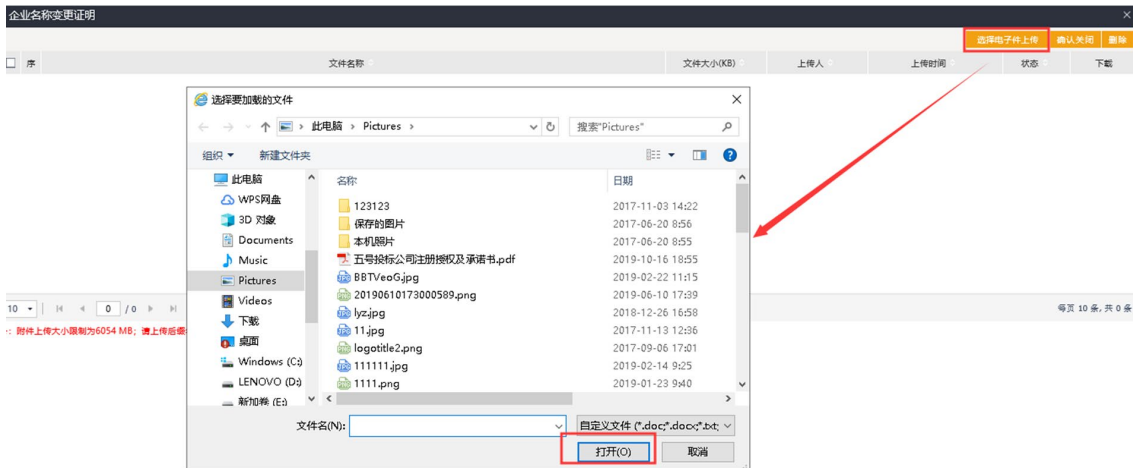 企业名称变更证明
选择电子件上传 确认关闭 删除
序 文件名称 文件大小(KB) 上传人 上传时间 状态 下载
选择要加载的文件
此电脑 > Pictures > 搜索"Pictures"
组织 新建文件夹
此电脑 名称 日期
WPS网盘 123123 2017-11-03 14:22
3D 对象 保存的图片 2017-06-20 8:56
Documents 本机照片 2017-06-20 8:55
Music 五号投标公司注册授权及承诺书.pdf 2019-10-16 18:55
Pictures BBTVeoG.jpg 2019-02-22 11:15
Videos 20190610173000589.png 2019-06-10 17:39
下载 lyz.jpg 2018-12-26 16:58
桌面 11.jpg 2017-11-13 12:36
Windows (C:) logotitle2.png 2017-09-06 17:01
LENOVO (D:) 111111.jpg 2019-02-14 9:25
新加卷 (E:) 1111.png 2019-01-23 9:40
10 0 / 0 每页 10 条, 共 0 条
: 附件上传大小限制为6054 MB; 请上传后缀
文件名(N): 自定义文件 (*.doc;*.docx;*.txt;
打开(O) 取消